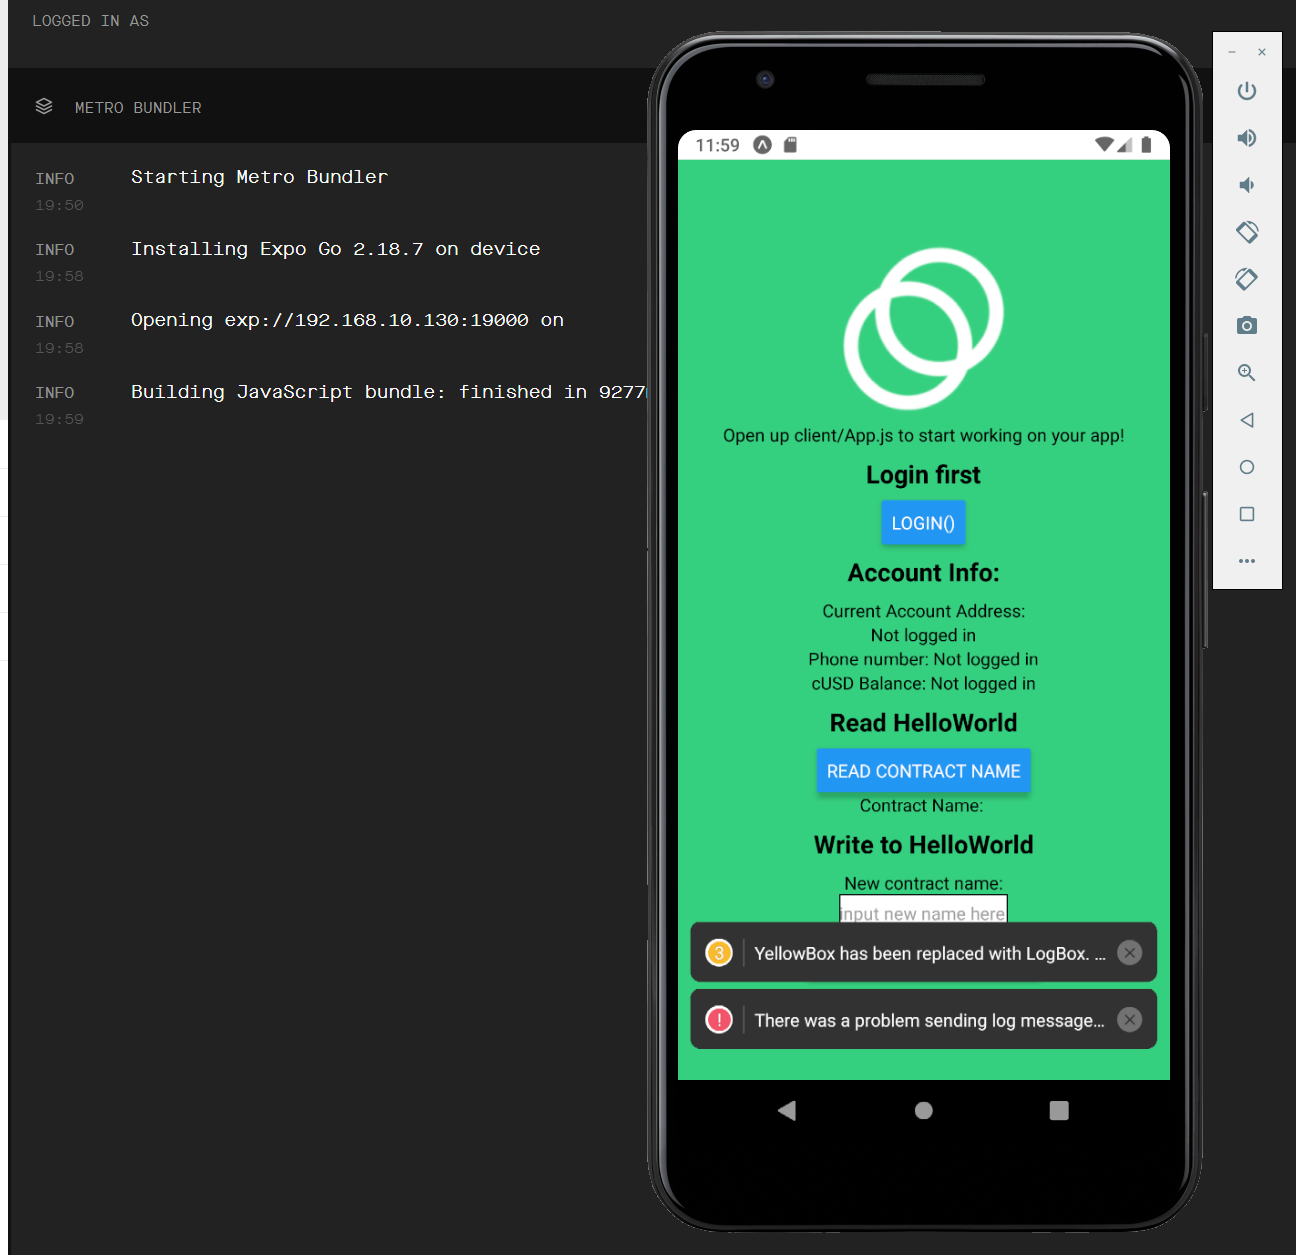 LOGGED IN AS
METRO BUNDLER
INFO Starting Metro Bundler
19:50
INFO Installing Expo Go 2.18.7 on device
19:58
INFO Opening exp://192.168.10.130:19000 on
19:58
INFO Building JavaScript bundle: finished in 9277
19:59
11:59
Open up client/App.js to start working on your app!
Login first
LOGIN()
Account Info:
Current Account Address:
Not logged in
Phone number: Not logged in
cUSD Balance: Not logged in
Read HelloWorld
READ CONTRACT NAME
Contract Name:
Write to HelloWorld
New contract name:
input new name here
3 YellowBox has been replaced with LogBox. ...
! There was a problem sending log message...